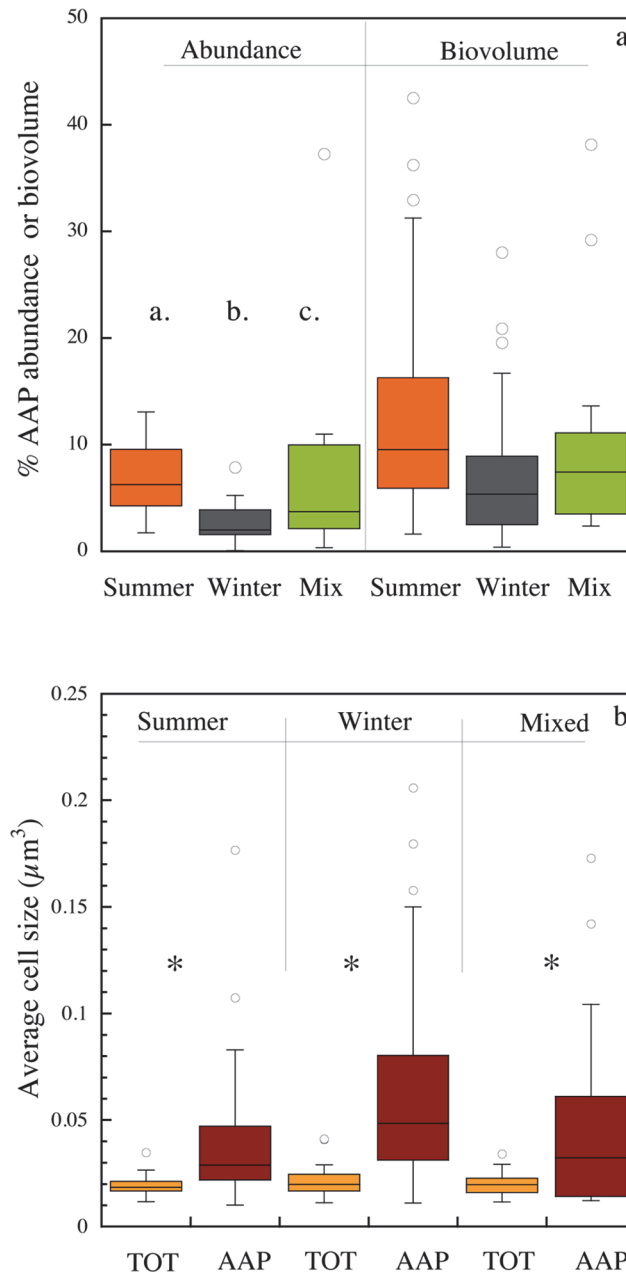 % AAP abundance or biovolume
50
40
30
20
10
0
Abundance
Biovolume
a
a.
b.
c.
Summer
Winter
Mix
Summer
Winter
Mix
Average cell size (µm³)
0.25
0.2
0.15
0.1
0.05
0
Summer
Winter
Mixed
b
*
*
*
TOT
AAP
TOT
AAP
TOT
AAP